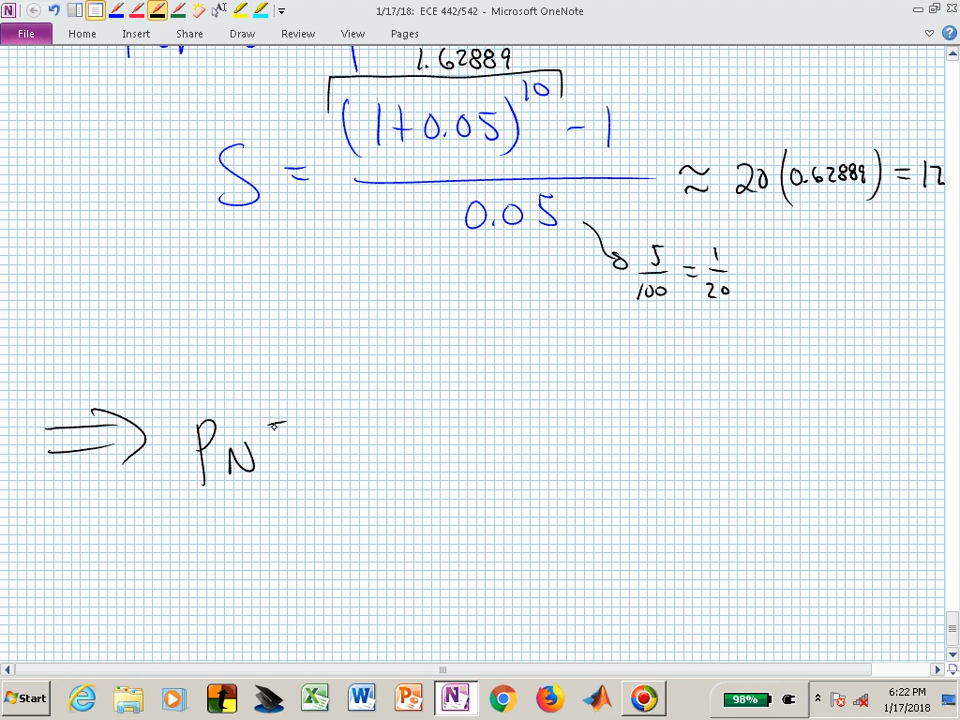 1/17/18: ECE 442/542 - Microsoft OneNote
File Home Insert Share Draw Review View Pages
1.62889
S = ((1+0.05)^10 - 1) / 0.05 ≈ 20(0.62889) = 12
5/100 = 1/20
⇒ PN -
98% 6:22 PM
1/17/2018
Start